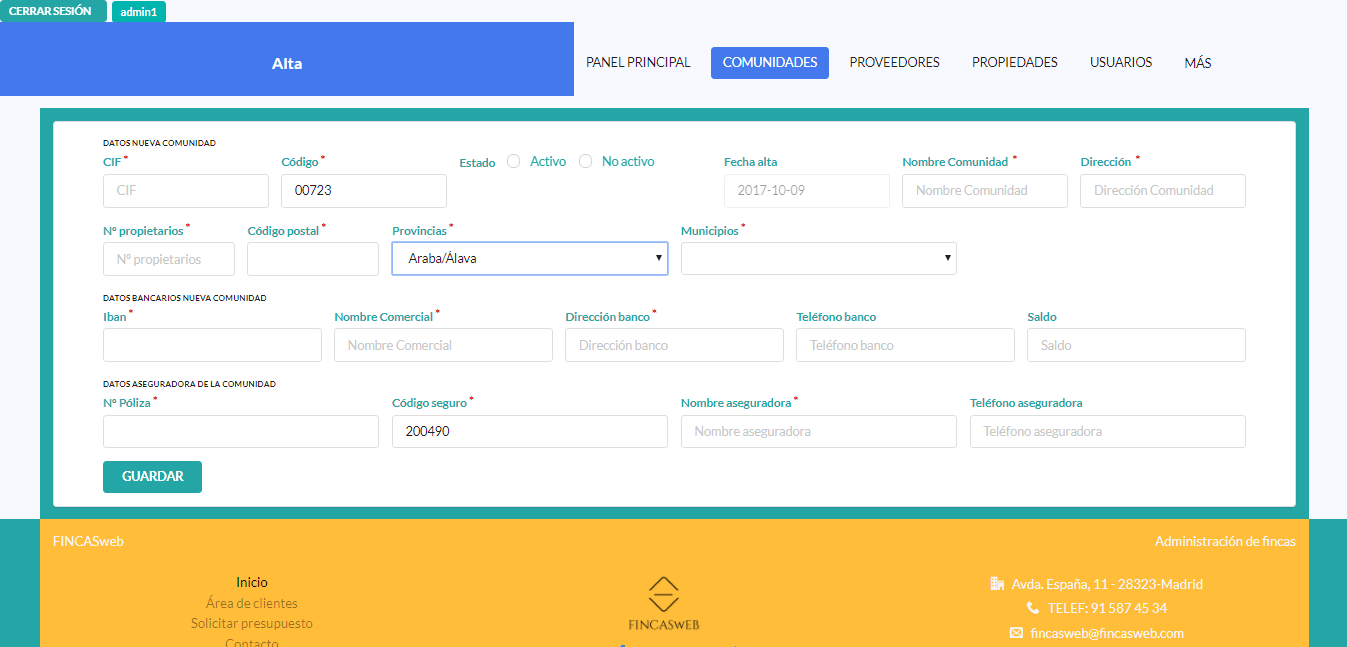 CERRAR SESIÓN admin1
Alta PANEL PRINCIPAL COMUNIDADES PROVEEDORES PROPIEDADES USUARIOS MÁS
DATOS NUEVA COMUNIDAD
CIF * Código * Estado Activo No activo Fecha alta Nombre Comunidad * Dirección *
CIF 00723 2017-10-09 Nombre Comunidad Dirección Comunidad
Nº propietarios * Código postal * Provincias * Municipios *
Nº propietarios Araba/Álava
DATOS BANCARIOS NUEVA COMUNIDAD
Iban * Nombre Comercial * Dirección banco * Teléfono banco Saldo
Nombre Comercial Dirección banco Teléfono banco Saldo
DATOS ASEGURADORA DE LA COMUNIDAD
Nº Póliza * Código seguro * Nombre aseguradora * Teléfono aseguradora
200490 Nombre aseguradora Teléfono aseguradora
GUARDAR
FINCASweb Administración de fincas
Inicio
Área de clientes
Solicitar presupuesto
Contacto
FINCASWEB
Avda. España, 11 - 28323-Madrid
TELEF: 91 587 45 34
fincasweb@fincasweb.com